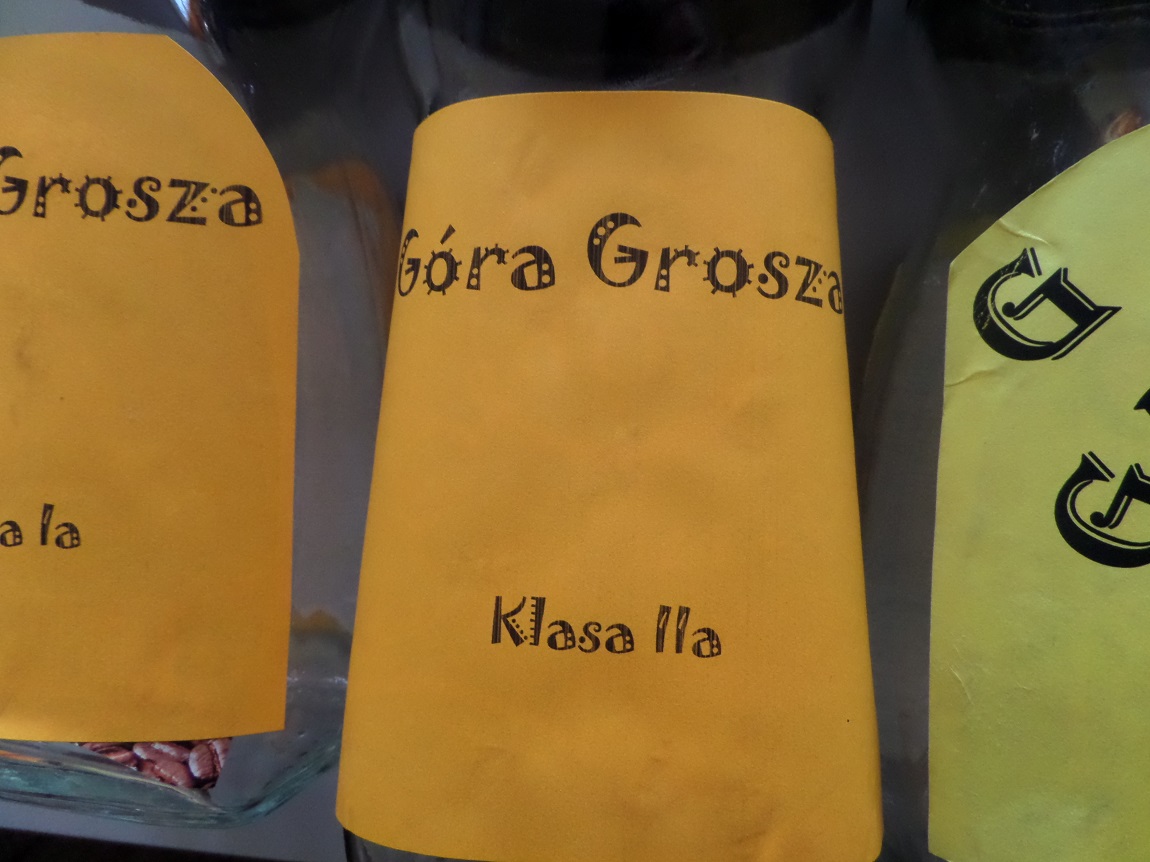 Grosza
a Ia
Góra Grosza
Klasa IIa
G
G